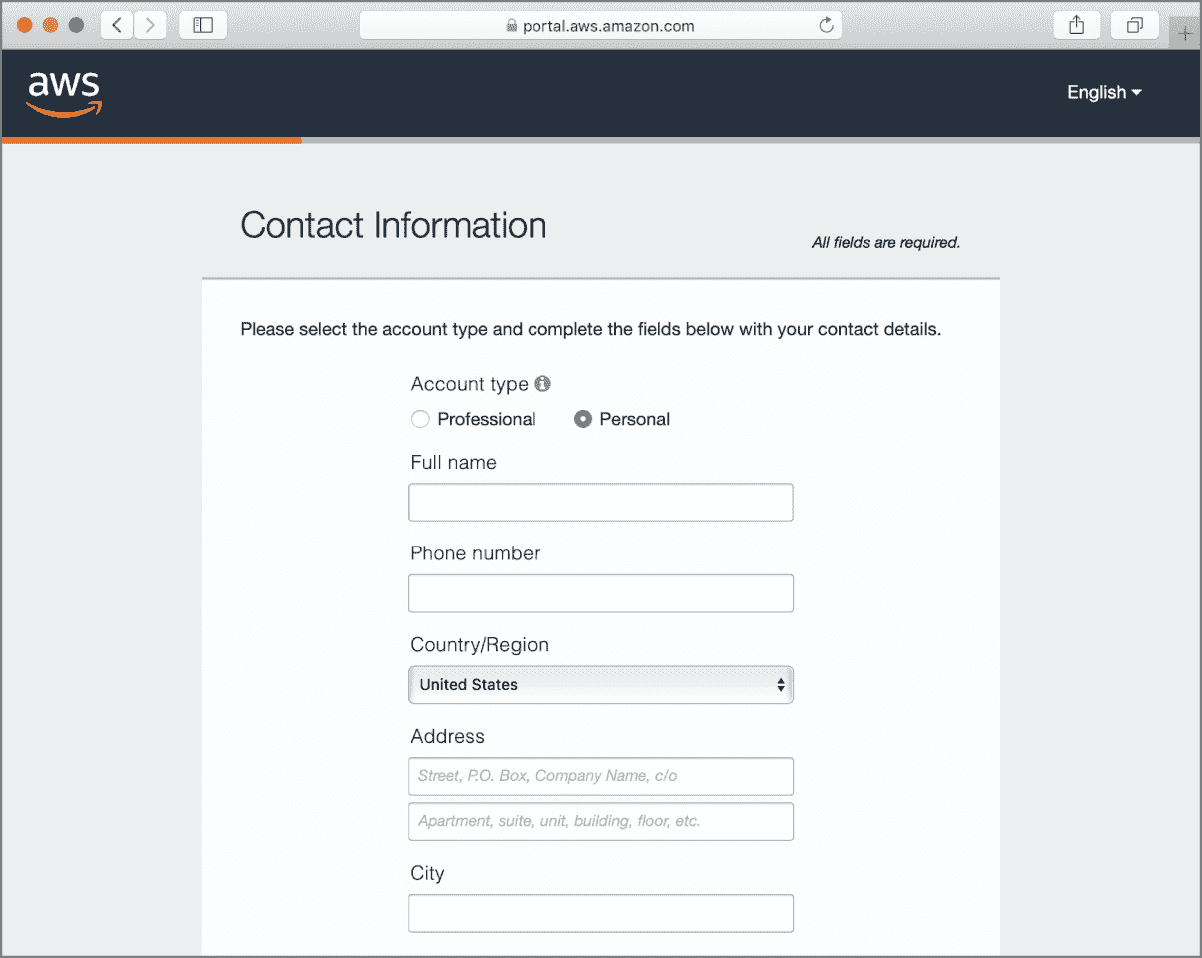 portal.aws.amazon.com
aws
English
Contact Information
All fields are required.
Please select the account type and complete the fields below with your contact details.
Account type
Professional Personal
Full name
Phone number
Country/Region
United States
Address
Street, P.O. Box, Company Name, c/o
Apartment, suite, unit, building, floor, etc.
City